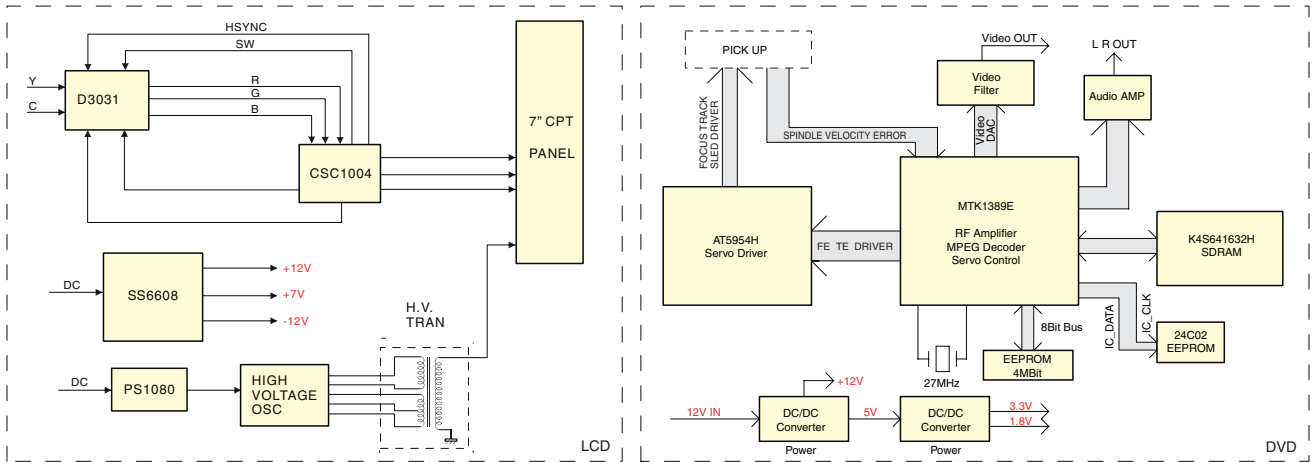 HSYNC
SW
Y
C
D3031
R
G
B
CSC1004
7” CPT
PANEL
DC
SS6608
+12V
+7V
-12V
H.V.
TRAN
DC
PS1080
HIGH
VOLTAGE
OSC
LCD
PICK UP
Video OUT
L R OUT
Video
Filter
Audio AMP
FOCUS TRACK
SLED DRIVER
SPINDLE VELOCITY ERROR
Video
DAC
MTK1389E
RF Amplifier
MPEG Decoder
Servo Control
AT5954H
Servo Driver
FE TE DRIVER
K4S641632H
SDRAM
IC_DATA
IC_CLK
8Bit Bus
24C02
EEPROM
27MHz
EEPROM
4MBit
+12V
12V IN
DC/DC
Converter
5V
DC/DC
Converter
3.3V
1.8V
Power
Power
DVD